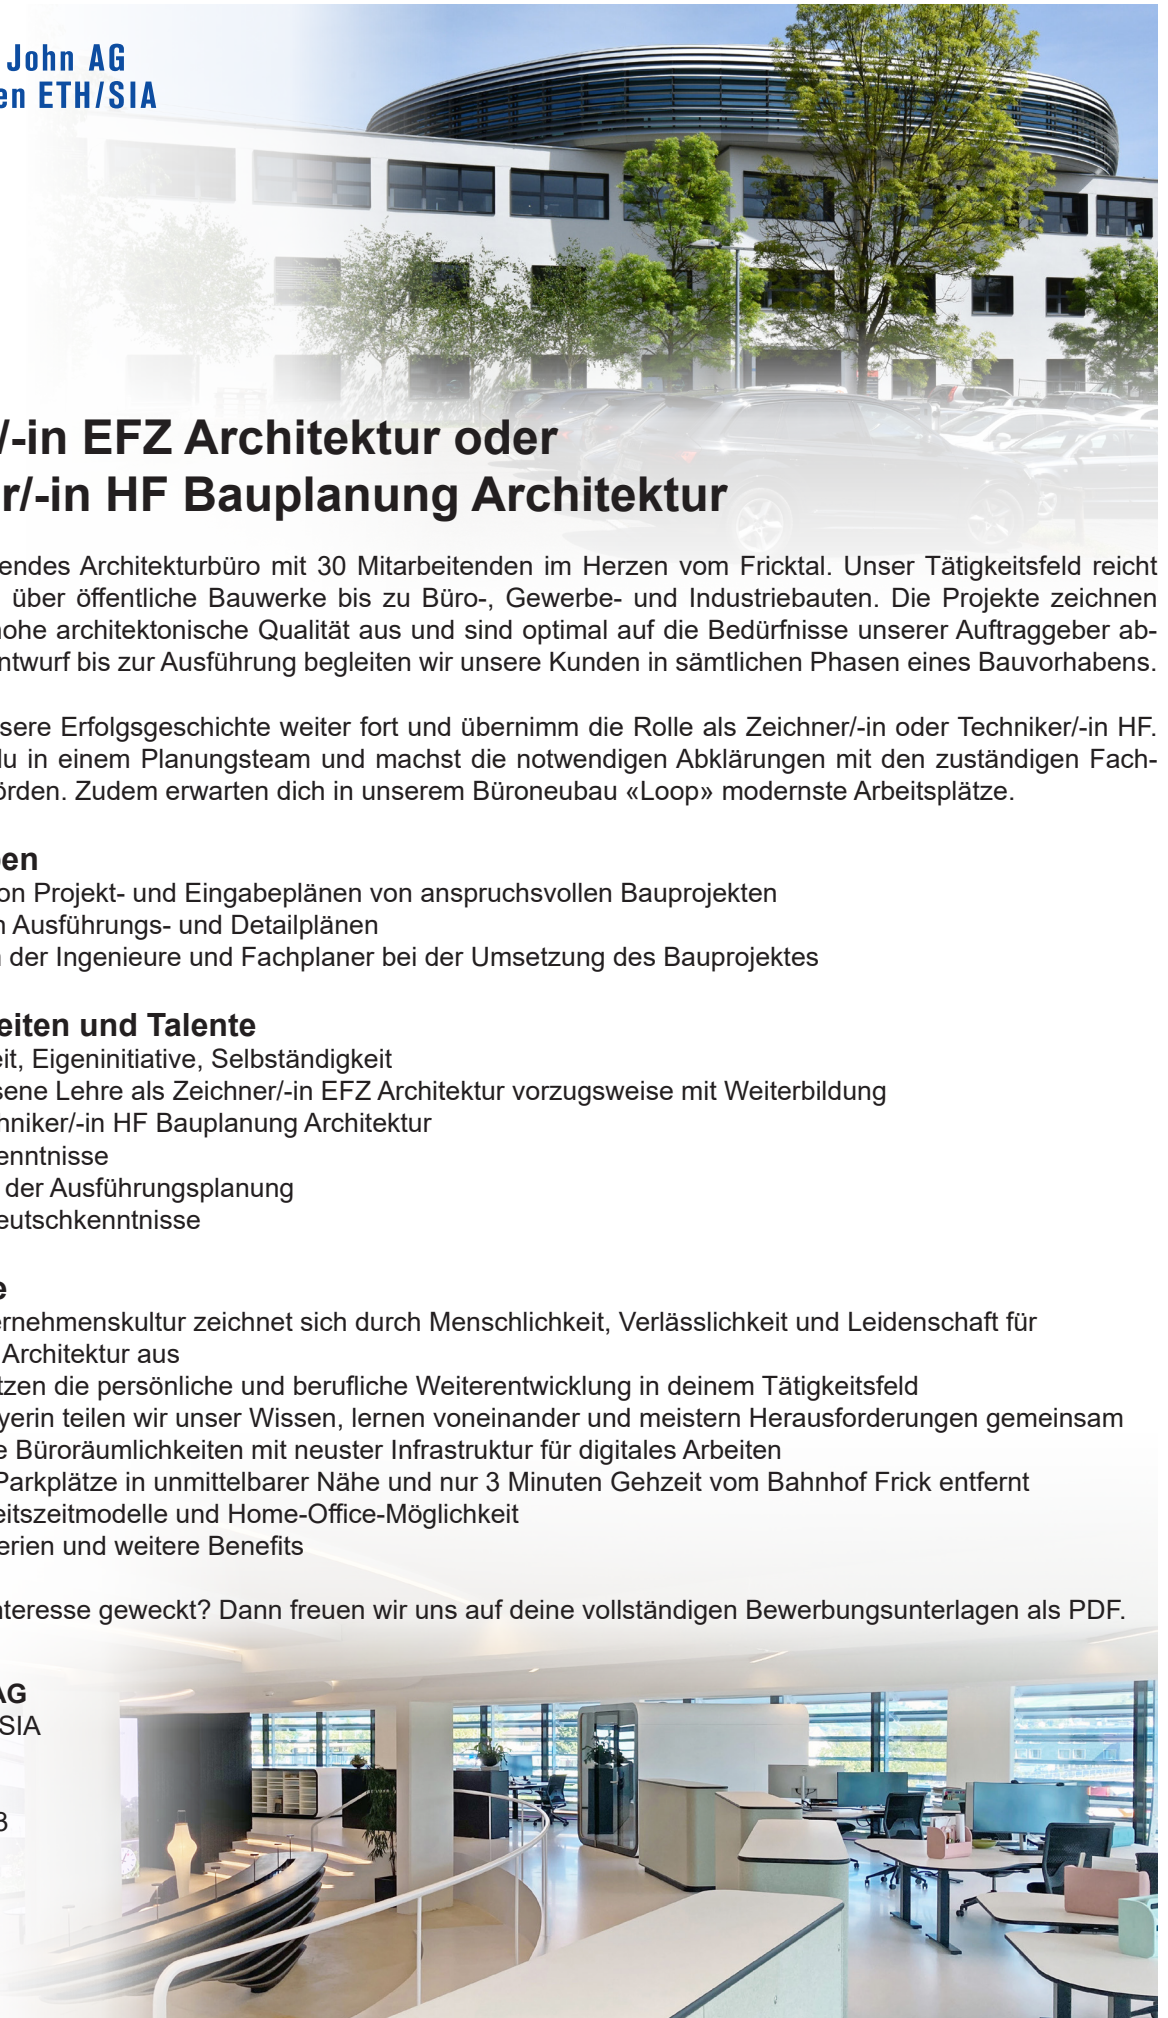 John AG
en ETH/SIA
/-in EFZ Architektur oder
r/-in HF Bauplanung Architektur
endes Architekturbüro mit 30 Mitarbeitenden im Herzen vom Fricktal. Unser Tätigkeitsfeld reicht
über öffentliche Bauwerke bis zu Büro-, Gewerbe- und Industriebauten. Die Projekte zeichnen
hohe architektonische Qualität aus und sind optimal auf die Bedürfnisse unserer Auftraggeber ab-
ntwurf bis zur Ausführung begleiten wir unsere Kunden in sämtlichen Phasen eines Bauvorhabens.
sere Erfolgsgeschichte weiter fort und übernimm die Rolle als Zeichner/-in oder Techniker/-in HF.
du in einem Planungsteam und machst die notwendigen Abklärungen mit den zuständigen Fach-
örden. Zudem erwarten dich in unserem Büroneubau «Loop» modernste Arbeitsplätze.
ben
on Projekt- und Eingabeplänen von anspruchsvollen Bauprojekten
n Ausführungs- und Detailplänen
n der Ingenieure und Fachplaner bei der Umsetzung des Bauprojektes
eiten und Talente
eit, Eigeninitiative, Selbständigkeit
sene Lehre als Zeichner/-in EFZ Architektur vorzugsweise mit Weiterbildung
hniker/-in HF Bauplanung Architektur
enntnisse
der Ausführungsplanung
eutschkenntnisse
e
ernehmenskultur zeichnet sich durch Menschlichkeit, Verlässlichkeit und Leidenschaft für
Architektur aus
tzen die persönliche und berufliche Weiterentwicklung in deinem Tätigkeitsfeld
yerin teilen wir unser Wissen, lernen voneinander und meistern Herausforderungen gemeinsam
e Büroräumlichkeiten mit neuster Infrastruktur für digitales Arbeiten
Parkplätze in unmittelbarer Nähe und nur 3 Minuten Gehzeit vom Bahnhof Frick entfernt
eitszeitmodelle und Home-Office-Möglichkeit
erien und weitere Benefits
nteresse geweckt? Dann freuen wir uns auf deine vollständigen Bewerbungsunterlagen als PDF.
AG
SIA
3